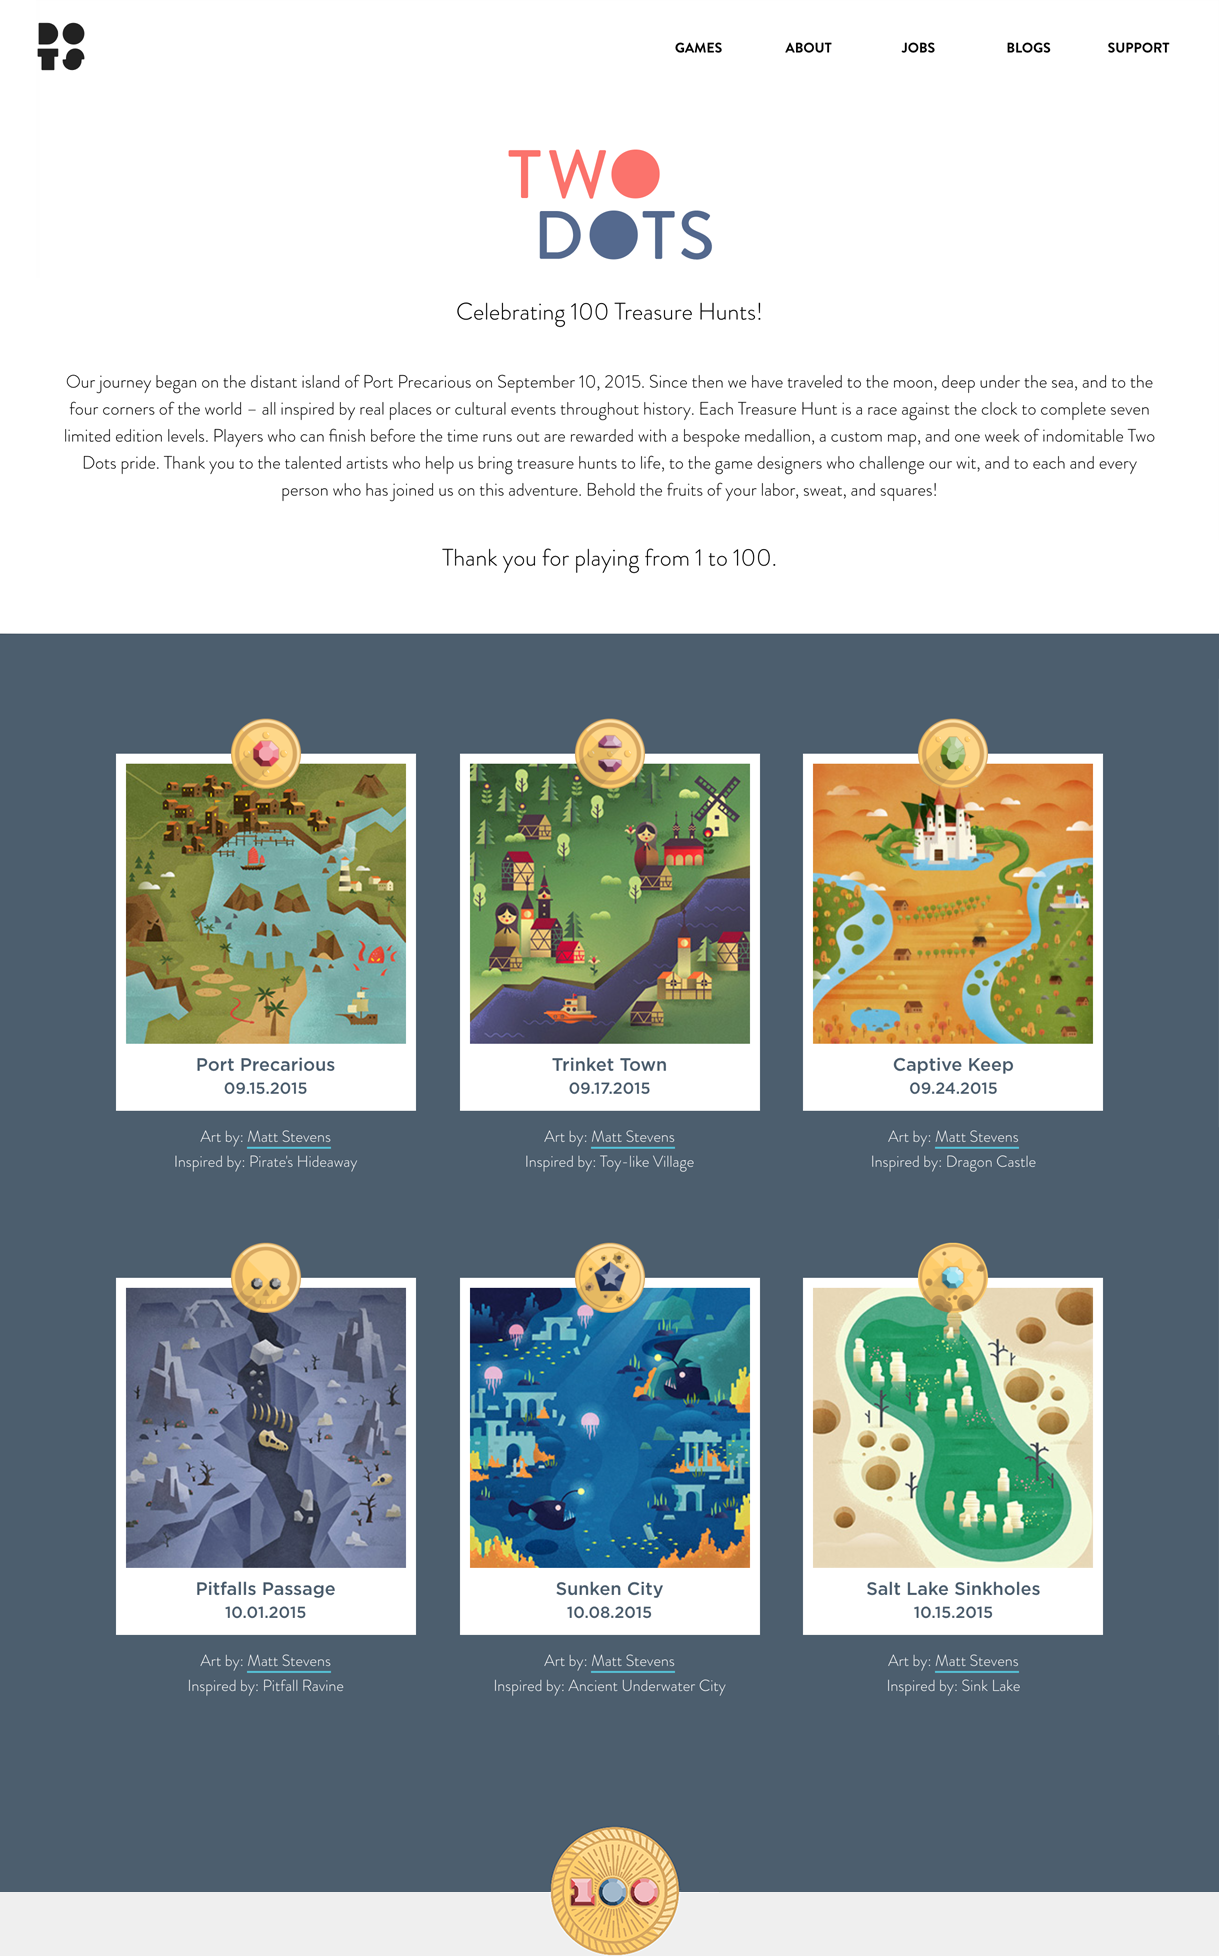 DO
TS
GAMES ABOUT JOBS BLOGS SUPPORT
TWO
DOTS
Celebrating 100 Treasure Hunts!
Our journey began on the distant island of Port Precarious on September 10, 2015. Since then we have traveled to the moon, deep under the sea, and to the
four corners of the world – all inspired by real places or cultural events throughout history. Each Treasure Hunt is a race against the clock to complete seven
limited edition levels. Players who can finish before the time runs out are rewarded with a bespoke medallion, a custom map, and one week of indomitable Two
Dots pride. Thank you to the talented artists who help us bring treasure hunts to life, to the game designers who challenge our wit, and to each and every
person who has joined us on this adventure. Behold the fruits of your labor, sweat, and squares!
Thank you for playing from 1 to 100.
Port Precarious
09.15.2015
Art by: Matt Stevens
Inspired by: Pirate's Hideaway
Trinket Town
09.17.2015
Art by: Matt Stevens
Inspired by: Toy-like Village
Captive Keep
09.24.2015
Art by: Matt Stevens
Inspired by: Dragon Castle
Pitfalls Passage
10.01.2015
Art by: Matt Stevens
Inspired by: Pitfall Ravine
Sunken City
10.08.2015
Art by: Matt Stevens
Inspired by: Ancient Underwater City
Salt Lake Sinkholes
10.15.2015
Art by: Matt Stevens
Inspired by: Sink Lake
100